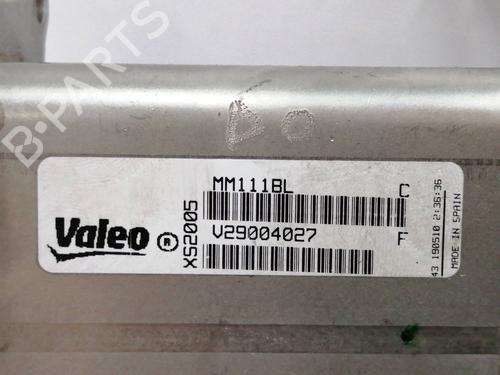 B-PARTS
MM111BL C
Valeo ® XS2005
V29004027 F
43 190510 2:36:36
MADE IN SPAIN